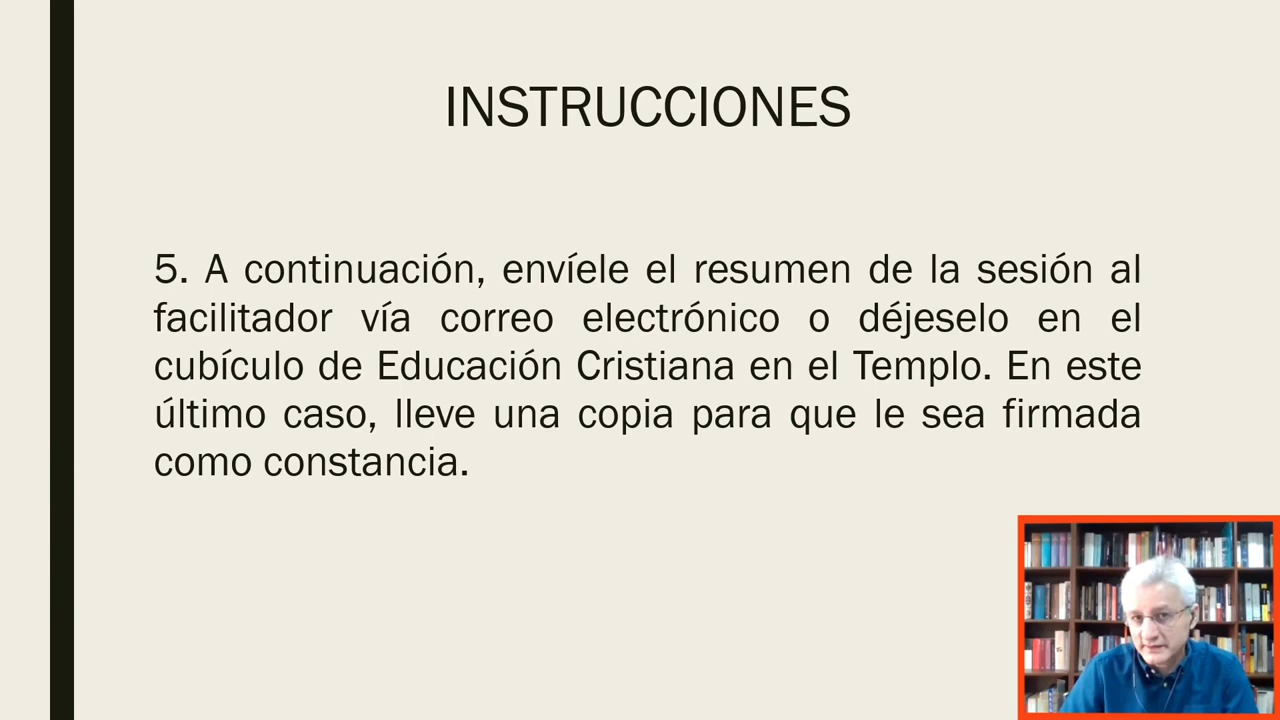 INSTRUCCIONES
5. A continuación, envíele el resumen de la sesión al
facilitador vía correo electrónico o déjeselo en el
cubículo de Educación Cristiana en el Templo. En este
último caso, lleve una copia para que le sea firmada
como constancia.